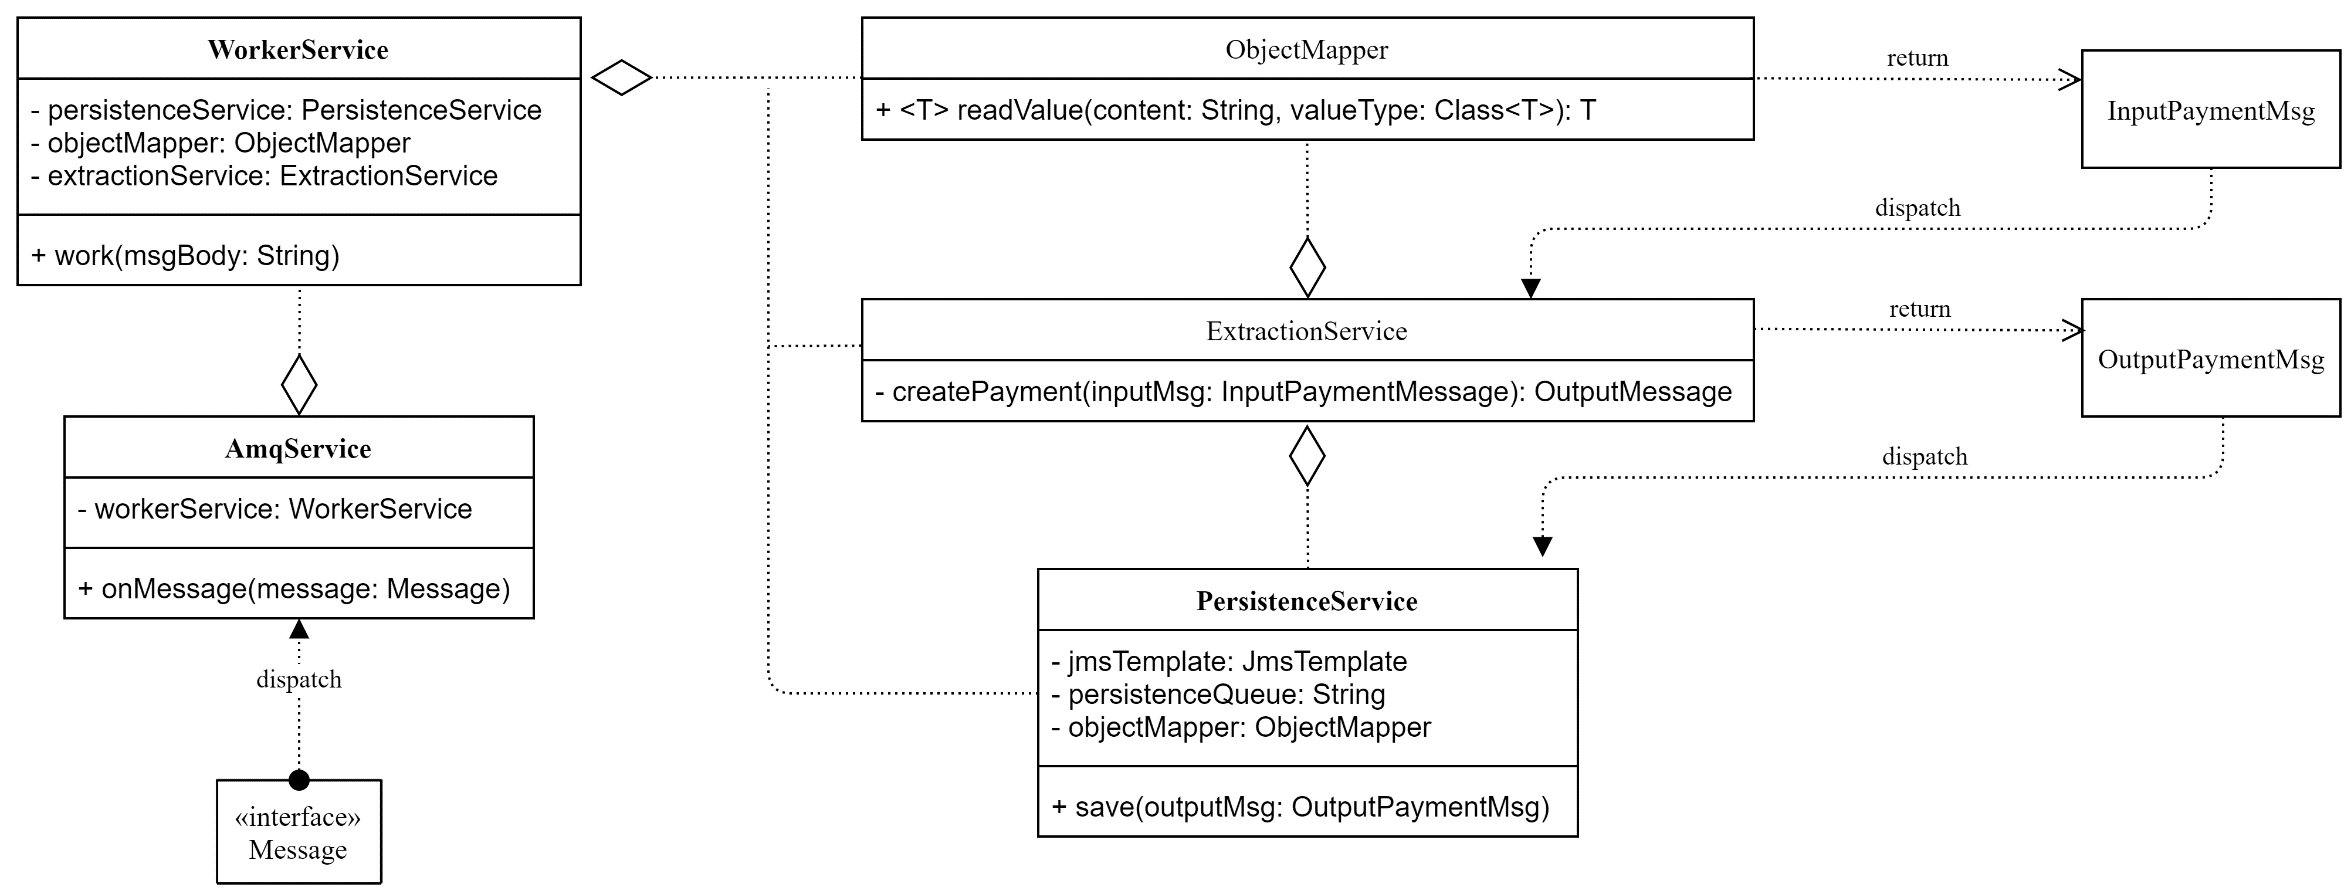 WorkerService
- persistenceService: PersistenceService
- objectMapper: ObjectMapper
- extractionService: ExtractionService
+ work(msgBody: String)
AmqService
- workerService: WorkerService
+ onMessage(message: Message)
dispatch
«interface»
Message
ObjectMapper
+ <T> readValue(content: String, valueType: Class<T>): T
return
InputPaymentMsg
dispatch
ExtractionService
- createPayment(inputMsg: InputPaymentMessage): OutputMessage
return
OutputPaymentMsg
dispatch
PersistenceService
- jmsTemplate: JmsTemplate
- persistenceQueue: String
- objectMapper: ObjectMapper
+ save(outputMsg: OutputPaymentMsg)